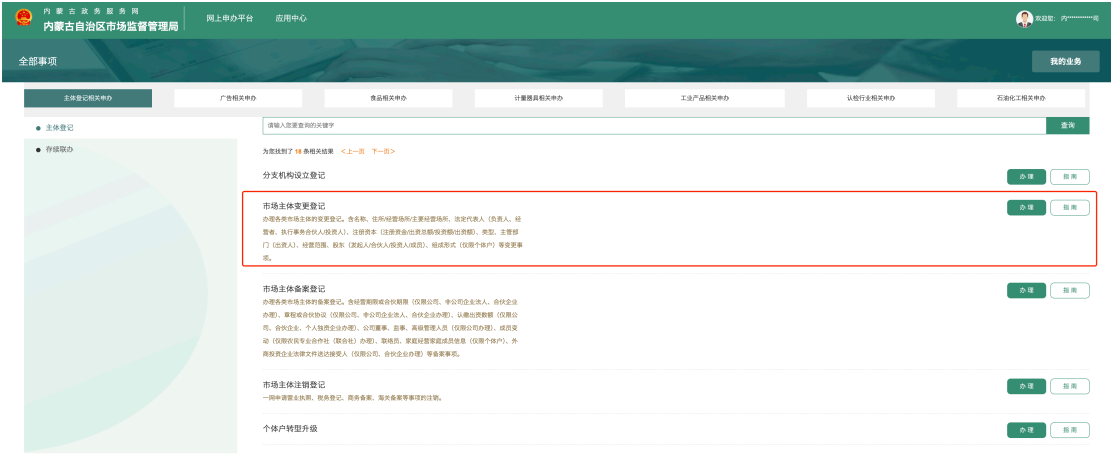 内蒙古政务服务网
内蒙古自治区市场监督管理局
网上申办平台
应用中心
欢迎您： 内************司
全部事项
我的业务
主体登记相关申办
广告相关申办
食品相关申办
计量器具相关申办
工业产品相关申办
认检行业相关申办
石油化工相关申办
主体登记
存续联办
请输入您要查询的关键字
查询
为您找到了 18 条相关结果 <上一页 下一页>
分支机构设立登记
办理
指南
市场主体变更登记
办理
指南
办理各类市场主体的变更登记。含名称、住所/经营场所/主要经营场所、法定代表人（负责人、经
营者、执行事务合伙人/投资人）、注册资本（注册资金/出资总额/投资额/出资额）、类型、主管部
门（出资人）、经营范围、股东（发起人/合伙人/投资人/成员）、组成形式（仅限个体户）等变更事
项。
市场主体备案登记
办理
指南
办理各类市场主体的备案登记。含经营期限或合伙期限（仅限公司、非公司企业法人、合伙企业
办理）、章程或合伙协议（仅限公司、非公司企业法人、合伙企业办理）、认缴出资数额（仅限公
司、合伙企业、个人独资企业办理）、公司董事、监事、高级管理人员（仅限公司办理）、成员变
动（仅限农民专业合作社（联合社）办理）、联络员、家庭经营家庭成员信息（仅限个体户）、外
商投资企业法律文件送达接受人（仅限公司、合伙企业办理）等备案事项。
市场主体注销登记
办理
指南
一网申请营业执照、税务登记、商务备案、海关备案等事项的注销。
个体户转型升级
办理
指南